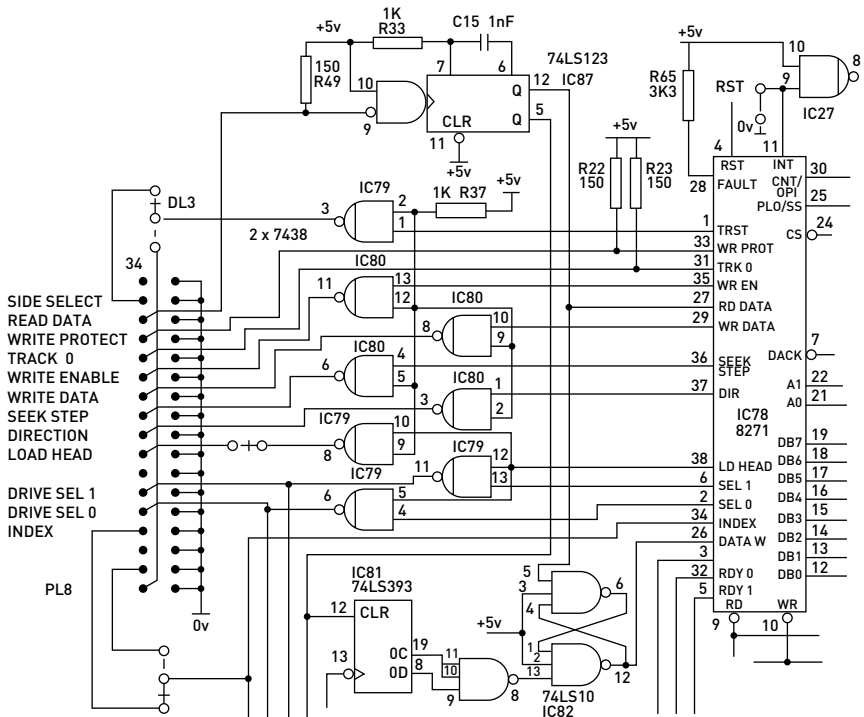 1K
R33
C15 1nF
+5v
150
R49
7
6
74LS123
IC87
10
9
12
5
Q
Q
CLR
11
+5v
+5v
R65
3K3
RST
0v
10
9
8
IC27
4
11
RST
INT
28
FAULT
CNT/
OPI
30
PLO/SS
25
CS
24
+5v
R22
150
R23
150
DL3
IC79
3
2
1
1K R37
+5v
2 x 7438
1
TRST
33
WR PROT
31
TRK 0
35
WR EN
27
RD DATA
29
WR DATA
36
SEEK
STEP
37
DIR
DACK
7
A1
22
A0
21
IC78
8271
34
SIDE SELECT
READ DATA
WRITE PROTECT
TRACK 0
WRITE ENABLE
WRITE DATA
SEEK STEP
DIRECTION
LOAD HEAD
DRIVE SEL 1
DRIVE SEL 0
INDEX
PL8
0v
IC80
11
13
12
IC80
8
10
9
IC80
6
4
5
IC80
3
1
2
IC79
8
10
9
IC79
11
12
13
IC79
6
5
4
38
LD HEAD
6
SEL 1
2
SEL 0
34
INDEX
26
DATA W
3
32
RDY 0
5
RDY 1
RD
WR
9
10
DB7
19
DB6
18
DB5
17
DB4
16
DB3
15
DB2
14
DB1
13
DB0
12
IC81
74LS393
12
CLR
13
0C
19
0D
8
11
10
9
8
+5v
5
3
4
6
1
2
13
12
74LS10
IC82